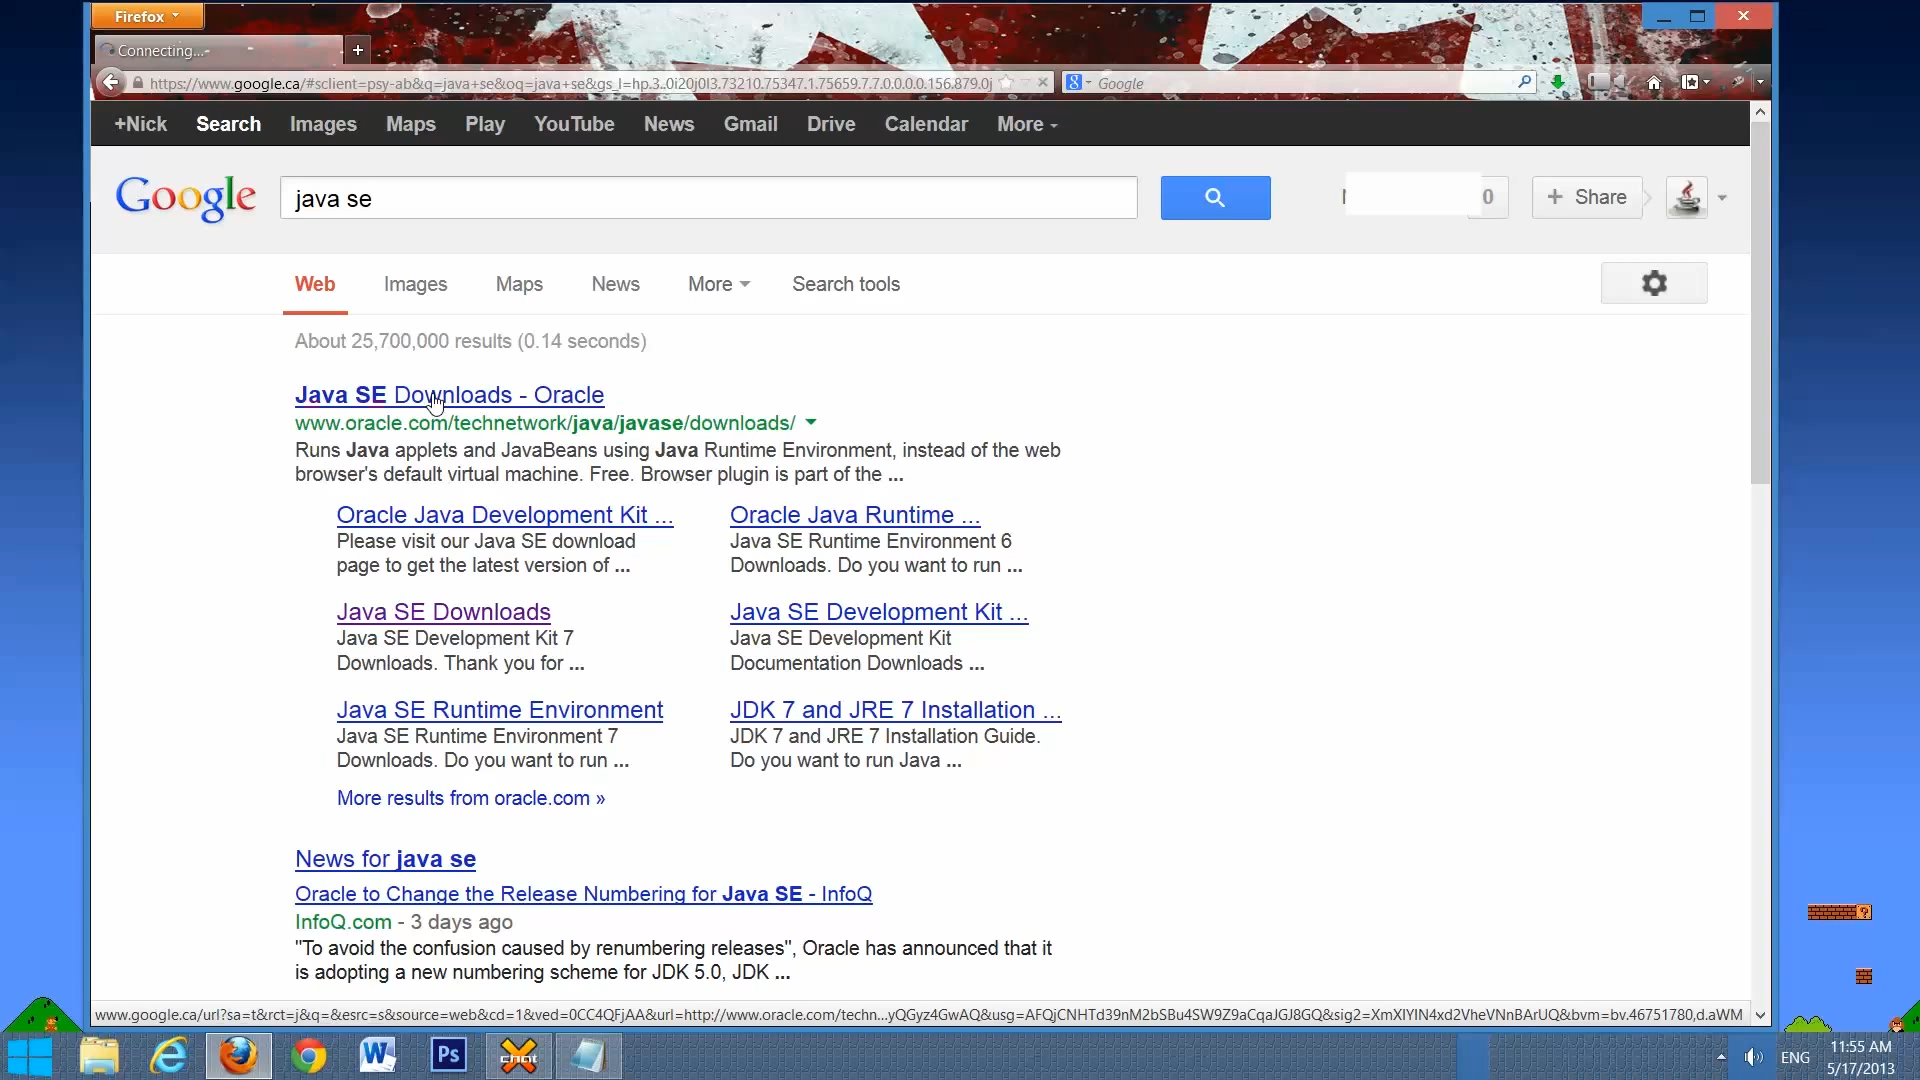 Firefox
Connecting...
+
https://www.google.ca/#sclient=psy-ab&q=java+se&oq=java+se&gs_l=hp.3..0i20j0l3.73210.75347.1.75659.7.7.0.0.0.0.156.879.0j
Google
+Nick Search Images Maps Play YouTube News Gmail Drive Calendar More
Google
java se
0
+ Share
Web Images Maps News More Search tools
About 25,700,000 results (0.14 seconds)
Java SE Downloads - Oracle
www.oracle.com/technetwork/java/javase/downloads/
Runs Java applets and JavaBeans using Java Runtime Environment, instead of the web
browser's default virtual machine. Free. Browser plugin is part of the ...
Oracle Java Development Kit ...
Please visit our Java SE download
page to get the latest version of ...
Oracle Java Runtime ...
Java SE Runtime Environment 6
Downloads. Do you want to run ...
Java SE Downloads
Java SE Development Kit 7
Downloads. Thank you for ...
Java SE Development Kit ...
Java SE Development Kit
Documentation Downloads ...
Java SE Runtime Environment
Java SE Runtime Environment 7
Downloads. Do you want to run ...
JDK 7 and JRE 7 Installation ...
JDK 7 and JRE 7 Installation Guide.
Do you want to run Java ...
More results from oracle.com »
News for java se
Oracle to Change the Release Numbering for Java SE - InfoQ
InfoQ.com - 3 days ago
"To avoid the confusion caused by renumbering releases", Oracle has announced that it
is adopting a new numbering scheme for JDK 5.0, JDK ...
www.google.ca/url?sa=t&rct=j&q=&esrc=s&source=web&cd=1&ved=0CC4QFjAA&url=http://www.oracle.com/techn...yQGyz4GwAQ&usg=AFQjCNHTd39nM2bSBu4SW9Z9aCqaJGJ8GQ&sig2=XmXIYIN4xd2VheVNnBArUQ&bvm=bv.46751780,d.aWM
Ps
chat
ENG
11:55 AM
5/17/2013